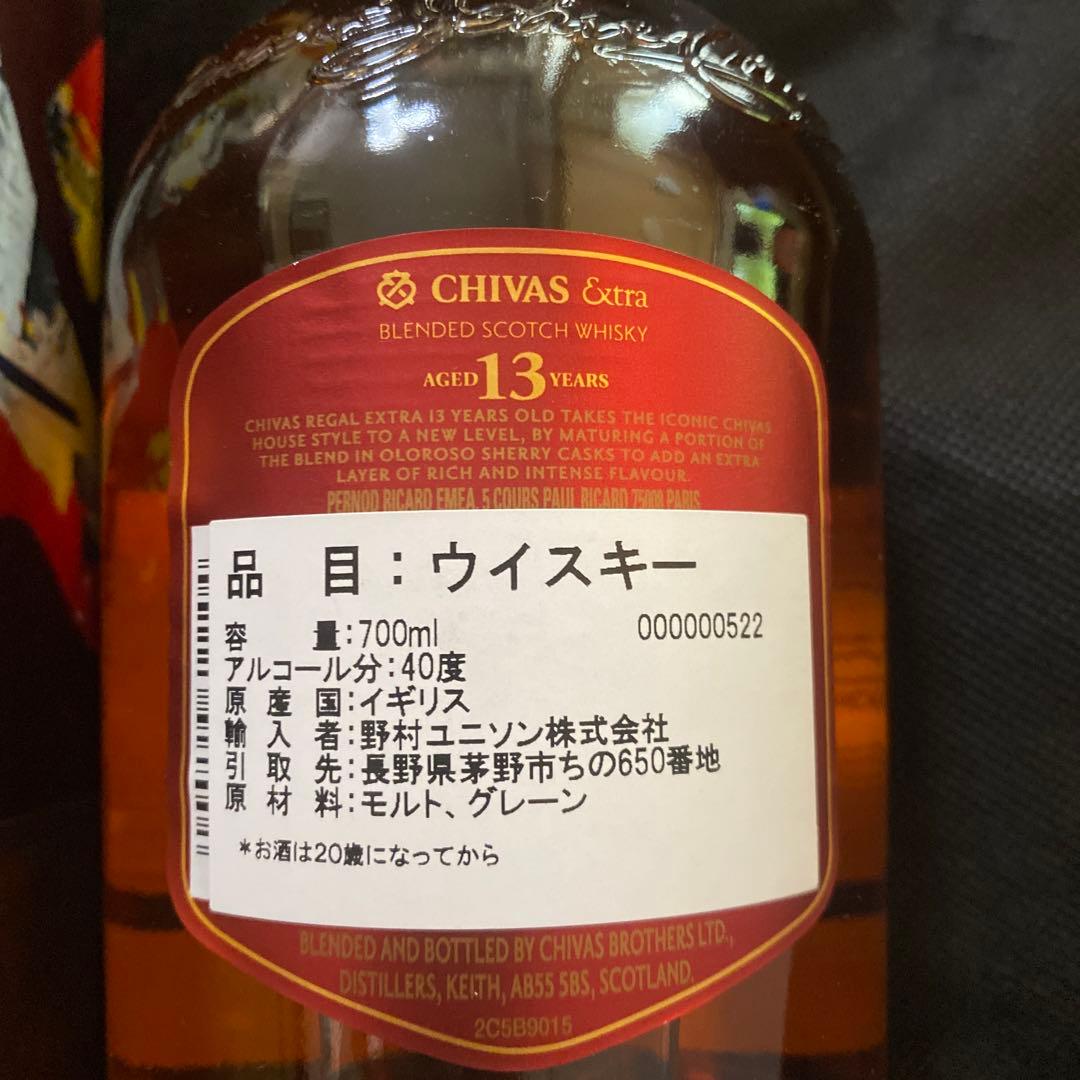 CHIVAS Extra
BLENDED SCOTCH WHISKY
AGED 13 YEARS
CHIVAS REGAL EXTRA 13 YEARS OLD TAKES THE ICONIC CHIVAS
HOUSE STYLE TO A NEW LEVEL, BY MATURING A PORTION OF
THE BLEND IN OLOROSO SHERRY CASKS TO ADD AN EXTRA
LAYER OF RICH AND INTENSE FLAVOUR.
PERNOD RICARD EMEA, 5 COURS PAUL RICARD 75008 PARIS
品 目:ウイスキー
容 量:700ml 000000522
アルコール分:40度
原産国:イギリス
輸入者:野村ユニソン株式会社
引取先:長野県茅野市ちの650番地
原材料:モルト、グレーン
*お酒は20歳になってから
BLENDED AND BOTTLED BY CHIVAS BROTHERS LTD.,
DISTILLERS, KEITH, AB55 5BS, SCOTLAND.
2C5B9015